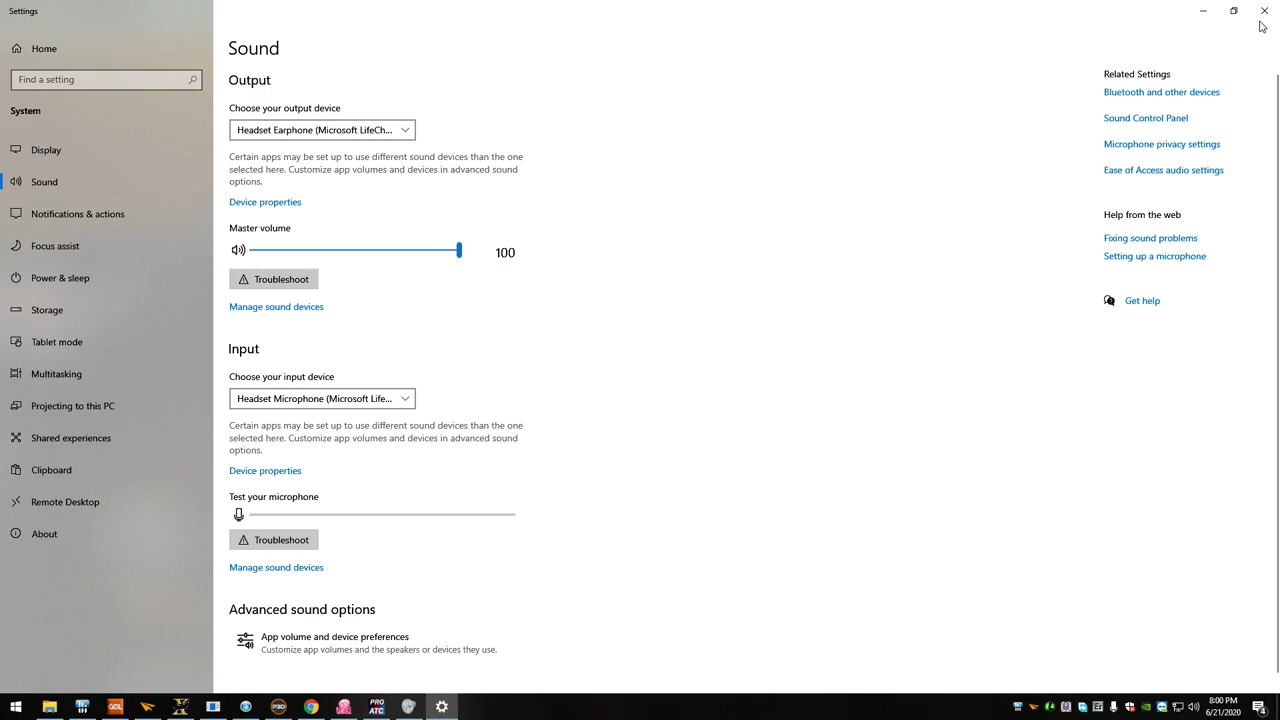 Settings
Home
Find a setting
System
Display
Sound
Notifications & actions
Focus assist
Power & sleep
Storage
Tablet mode
Multitasking
Projecting to this PC
Shared experiences
Clipboard
Remote Desktop
About
Sound
Output
Choose your output device
Headset Earphone (Microsoft LifeCh...
Certain apps may be set up to use different sound devices than the one
selected here. Customize app volumes and devices in advanced sound
options.
Device properties
Master volume
100
Troubleshoot
Manage sound devices
Input
Choose your input device
Headset Microphone (Microsoft Life...
Certain apps may be set up to use different sound devices than the one
selected here. Customize app volumes and devices in advanced sound
options.
Device properties
Test your microphone
Troubleshoot
Manage sound devices
Advanced sound options
App volume and device preferences
Customize app volumes and the speakers or devices they use.
Related Settings
Bluetooth and other devices
Sound Control Panel
Microphone privacy settings
Ease of Access audio settings
Help from the web
Fixing sound problems
Setting up a microphone
Get help
PRO
ATC
8:00 PM
6/21/2020